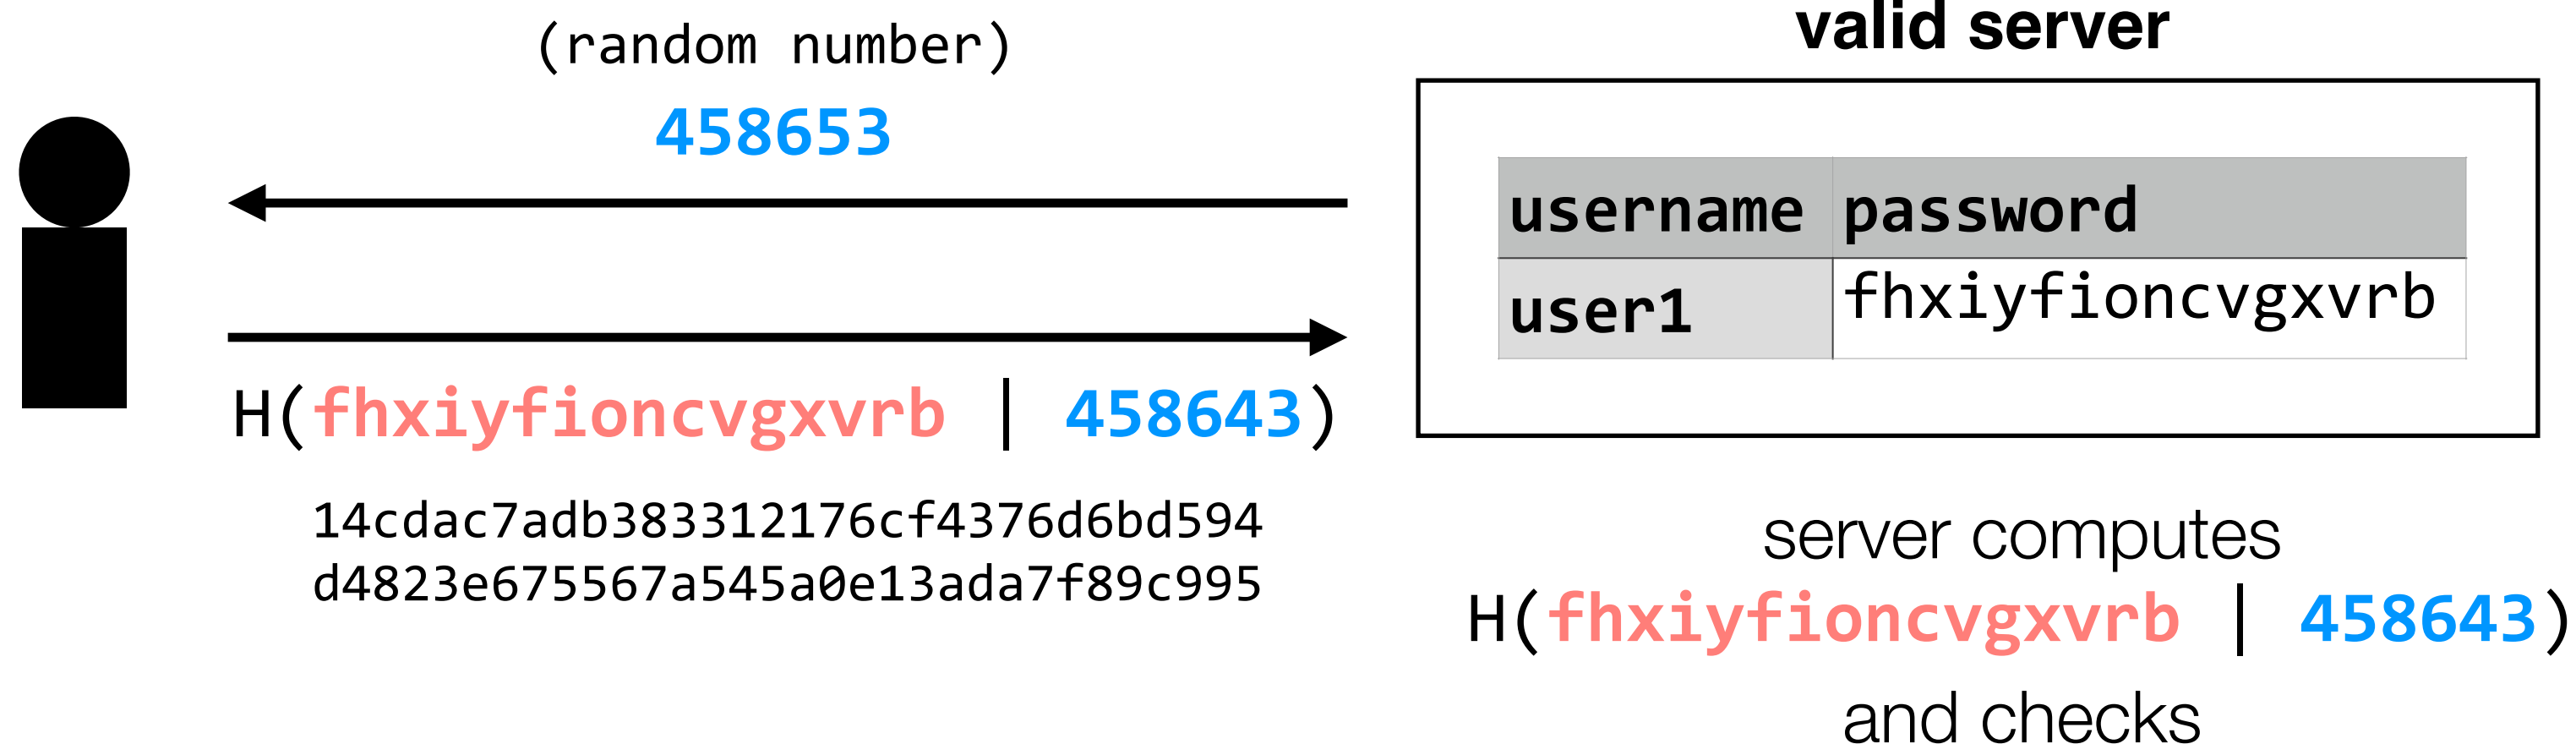 (random number)
458653
H(fhxiyfioncvgxvrb | 458643)
14cdac7adb383312176cf4376d6bd594
d4823e675567a545a0e13ada7f89c995
valid server
username password
user1 fhxiyfioncvgxvrb
server computes
H(fhxiyfioncvgxvrb | 458643)
and checks